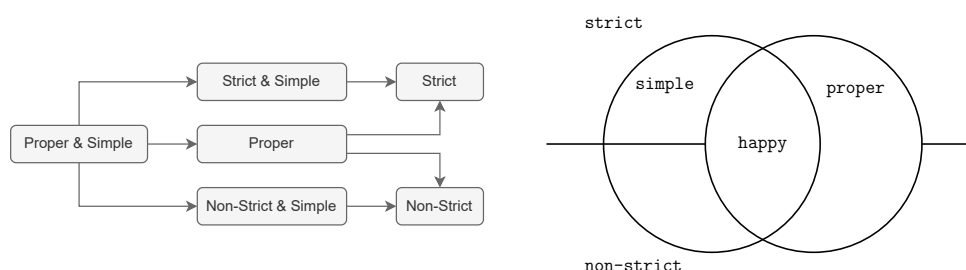 strict
Strict & Simple
Strict
simple
proper
Proper & Simple
Proper
happy
Non-Strict & Simple
Non-Strict
non-strict